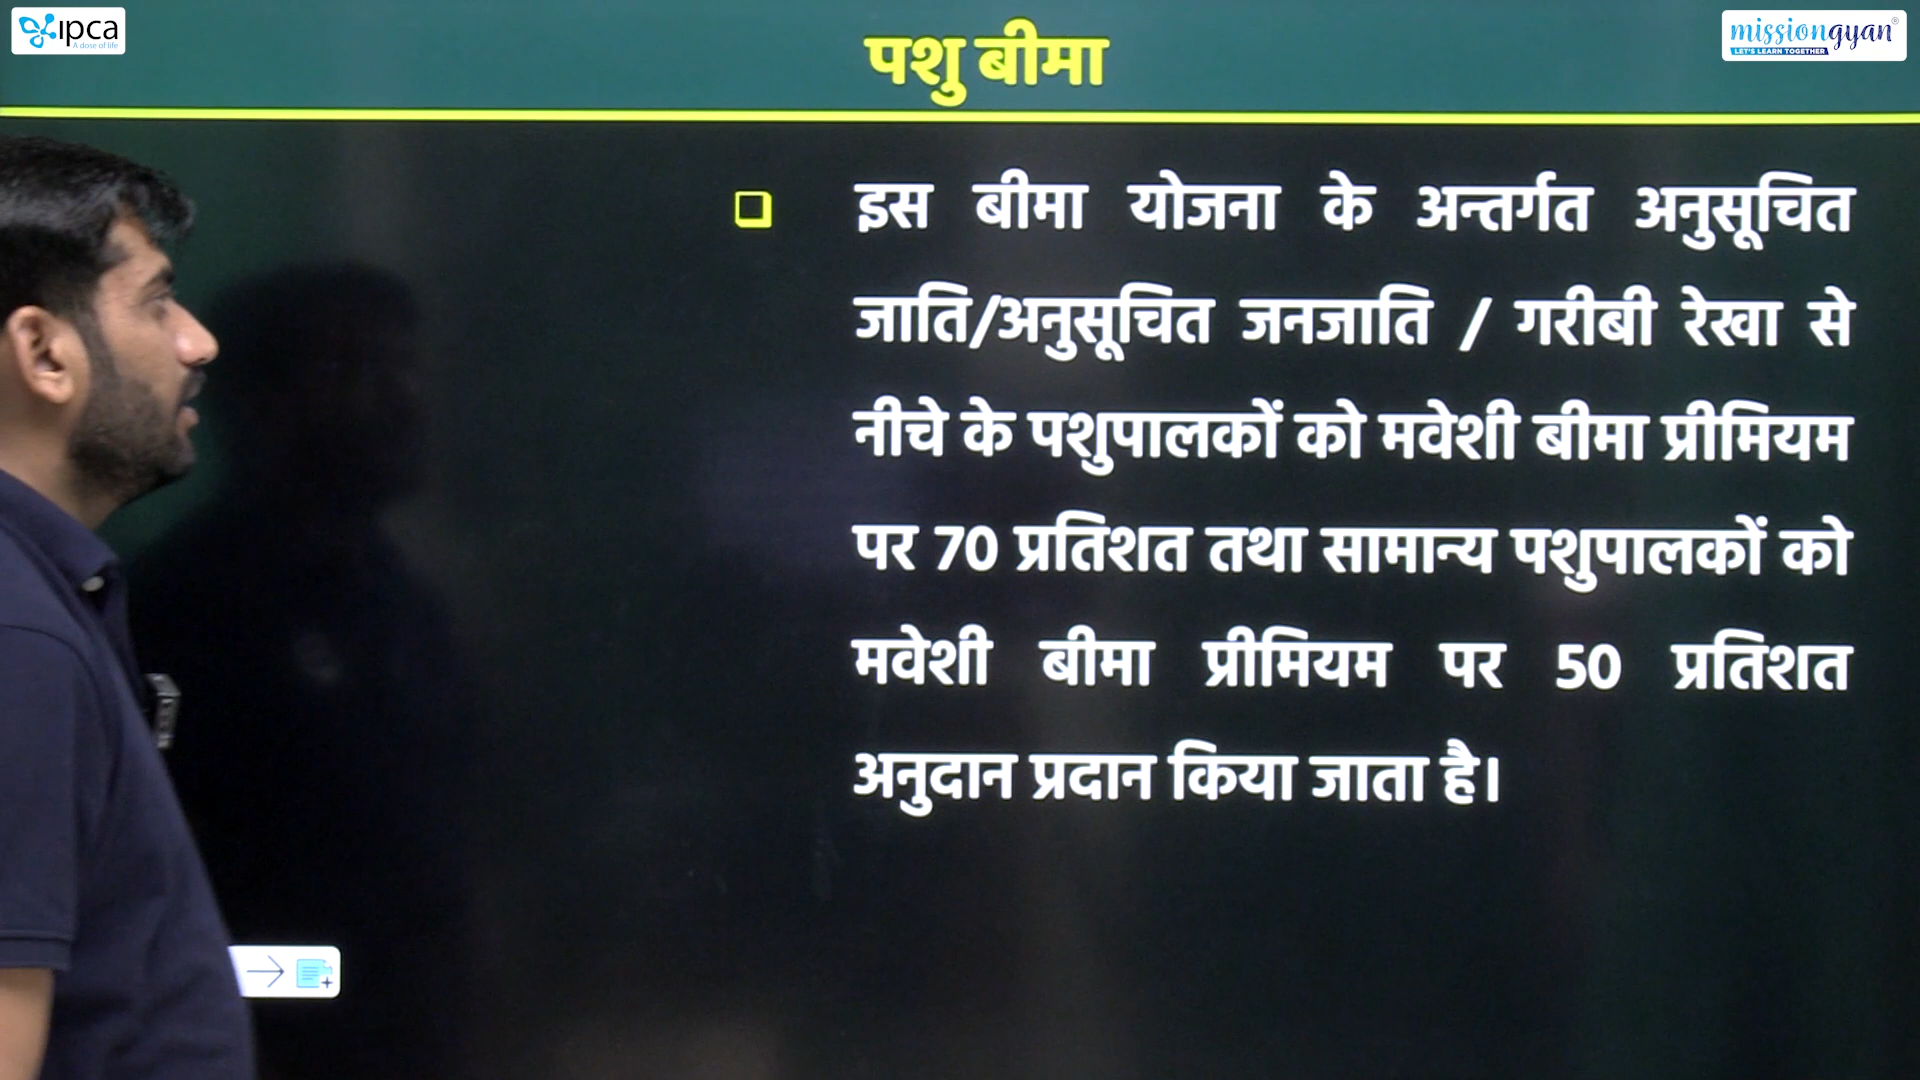 ipca
A dose of life
पशु बीमा
missiongyan®
LET'S LEARN TOGETHER
इस बीमा योजना के अन्तर्गत अनुसूचित
जाति/अनुसूचित जनजाति / गरीबी रेखा से
नीचे के पशुपालकों को मवेशी बीमा प्रीमियम
पर 70 प्रतिशत तथा सामान्य पशुपालकों को
मवेशी बीमा प्रीमियम पर 50 प्रतिशत
अनुदान प्रदान किया जाता है।